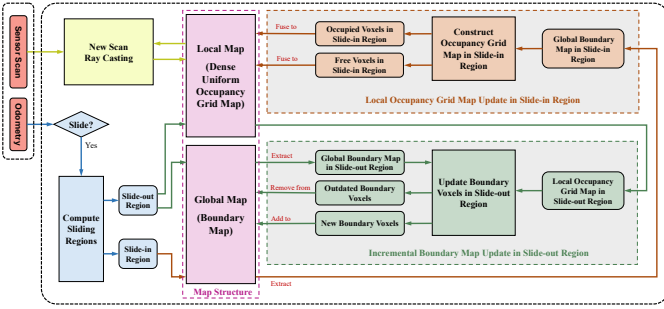 Sensor Scan
Odometry
New Scan
Ray Casting
Slide?
Yes
Compute
Sliding
Regions
Slide-out
Region
Slide-in
Region
Local Map
(Dense
Uniform
Occupancy
Grid Map)
Global Map
(Boundary
Map)
Map Structure
Fuse to
Occupied Voxels in
Slide-in Region
Fuse to
Free Voxels in
Slide-in Region
Construct
Occupancy Grid
Map in Slide-in
Region
Global Boundary
Map in Slide-in
Region
Local Occupancy Grid Map Update in Slide-in Region
Extract
Global Boundary Map
in Slide-out Region
Remove from
Outdated Boundary
Voxels
Add to
New Boundary Voxels
Update Boundary
Voxels in Slide-out
Region
Local Occupancy
Grid Map in
Slide-out Region
Incremental Boundary Map Update in Slide-out Region
Extract